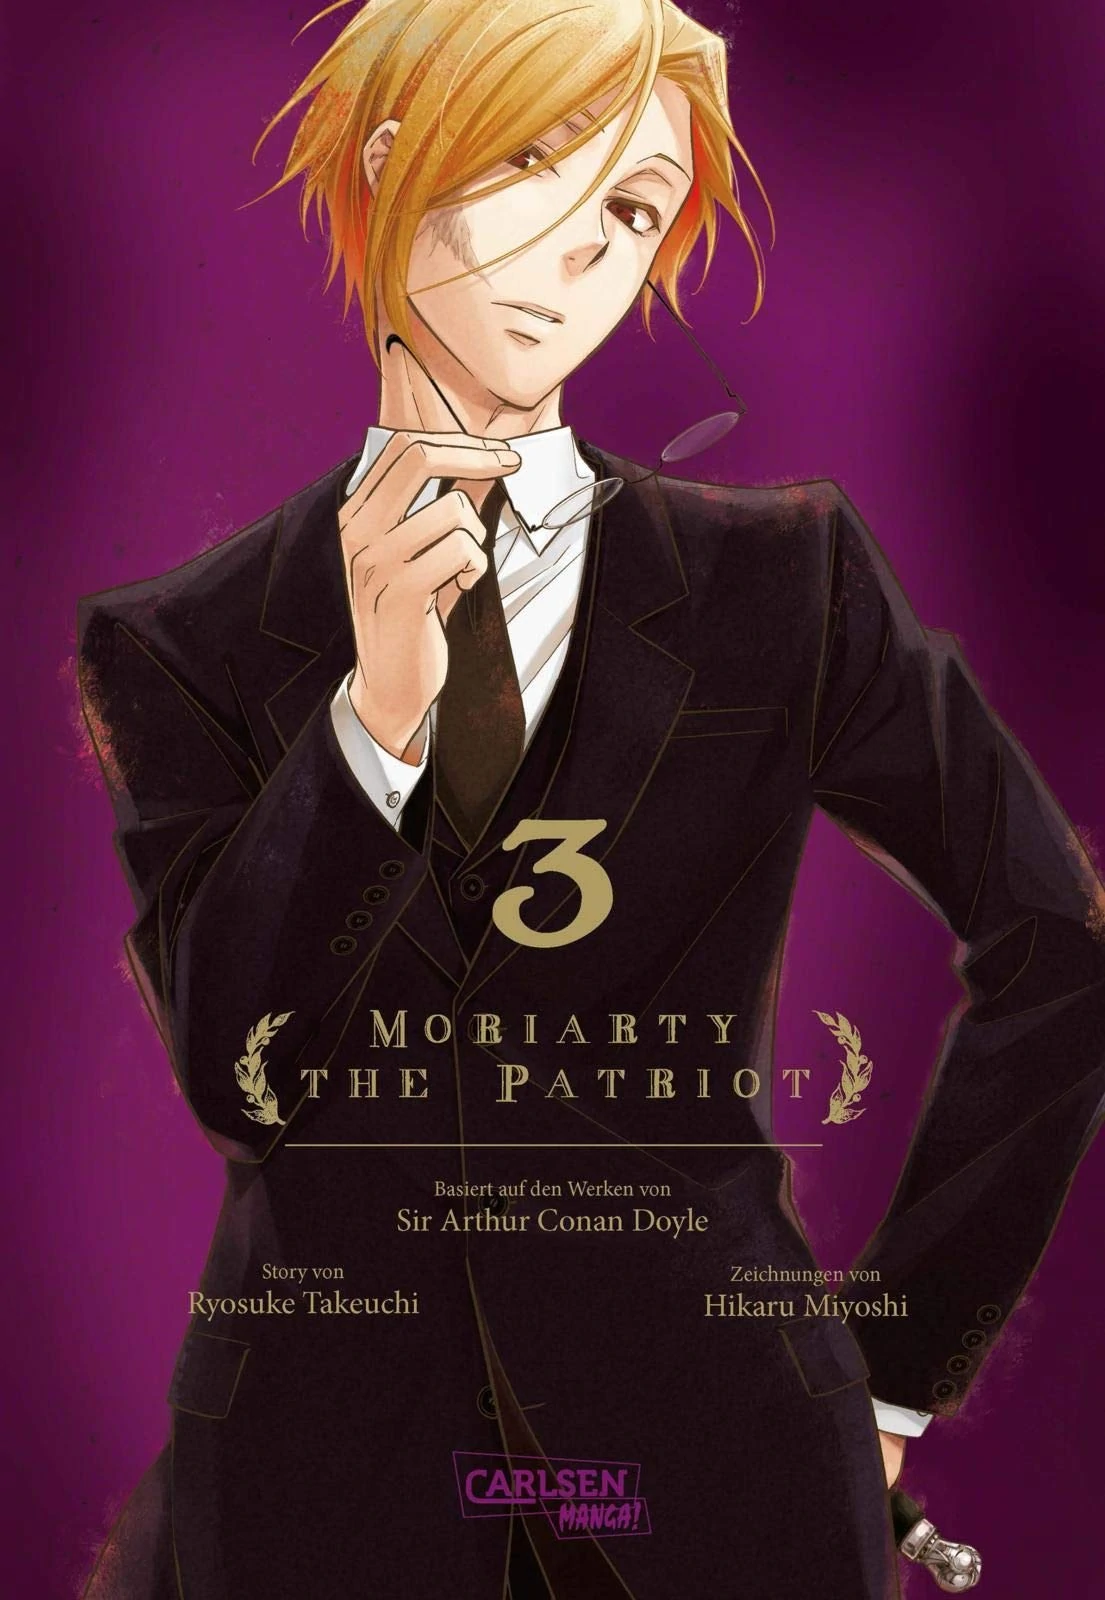 3
MORIARTY
THE PATRIOT
Basiert auf den Werken von
Sir Arthur Conan Doyle
Story von
Ryosuke Takeuchi
Zeichnungen von
Hikaru Miyoshi
CARLSEN
MANGA!